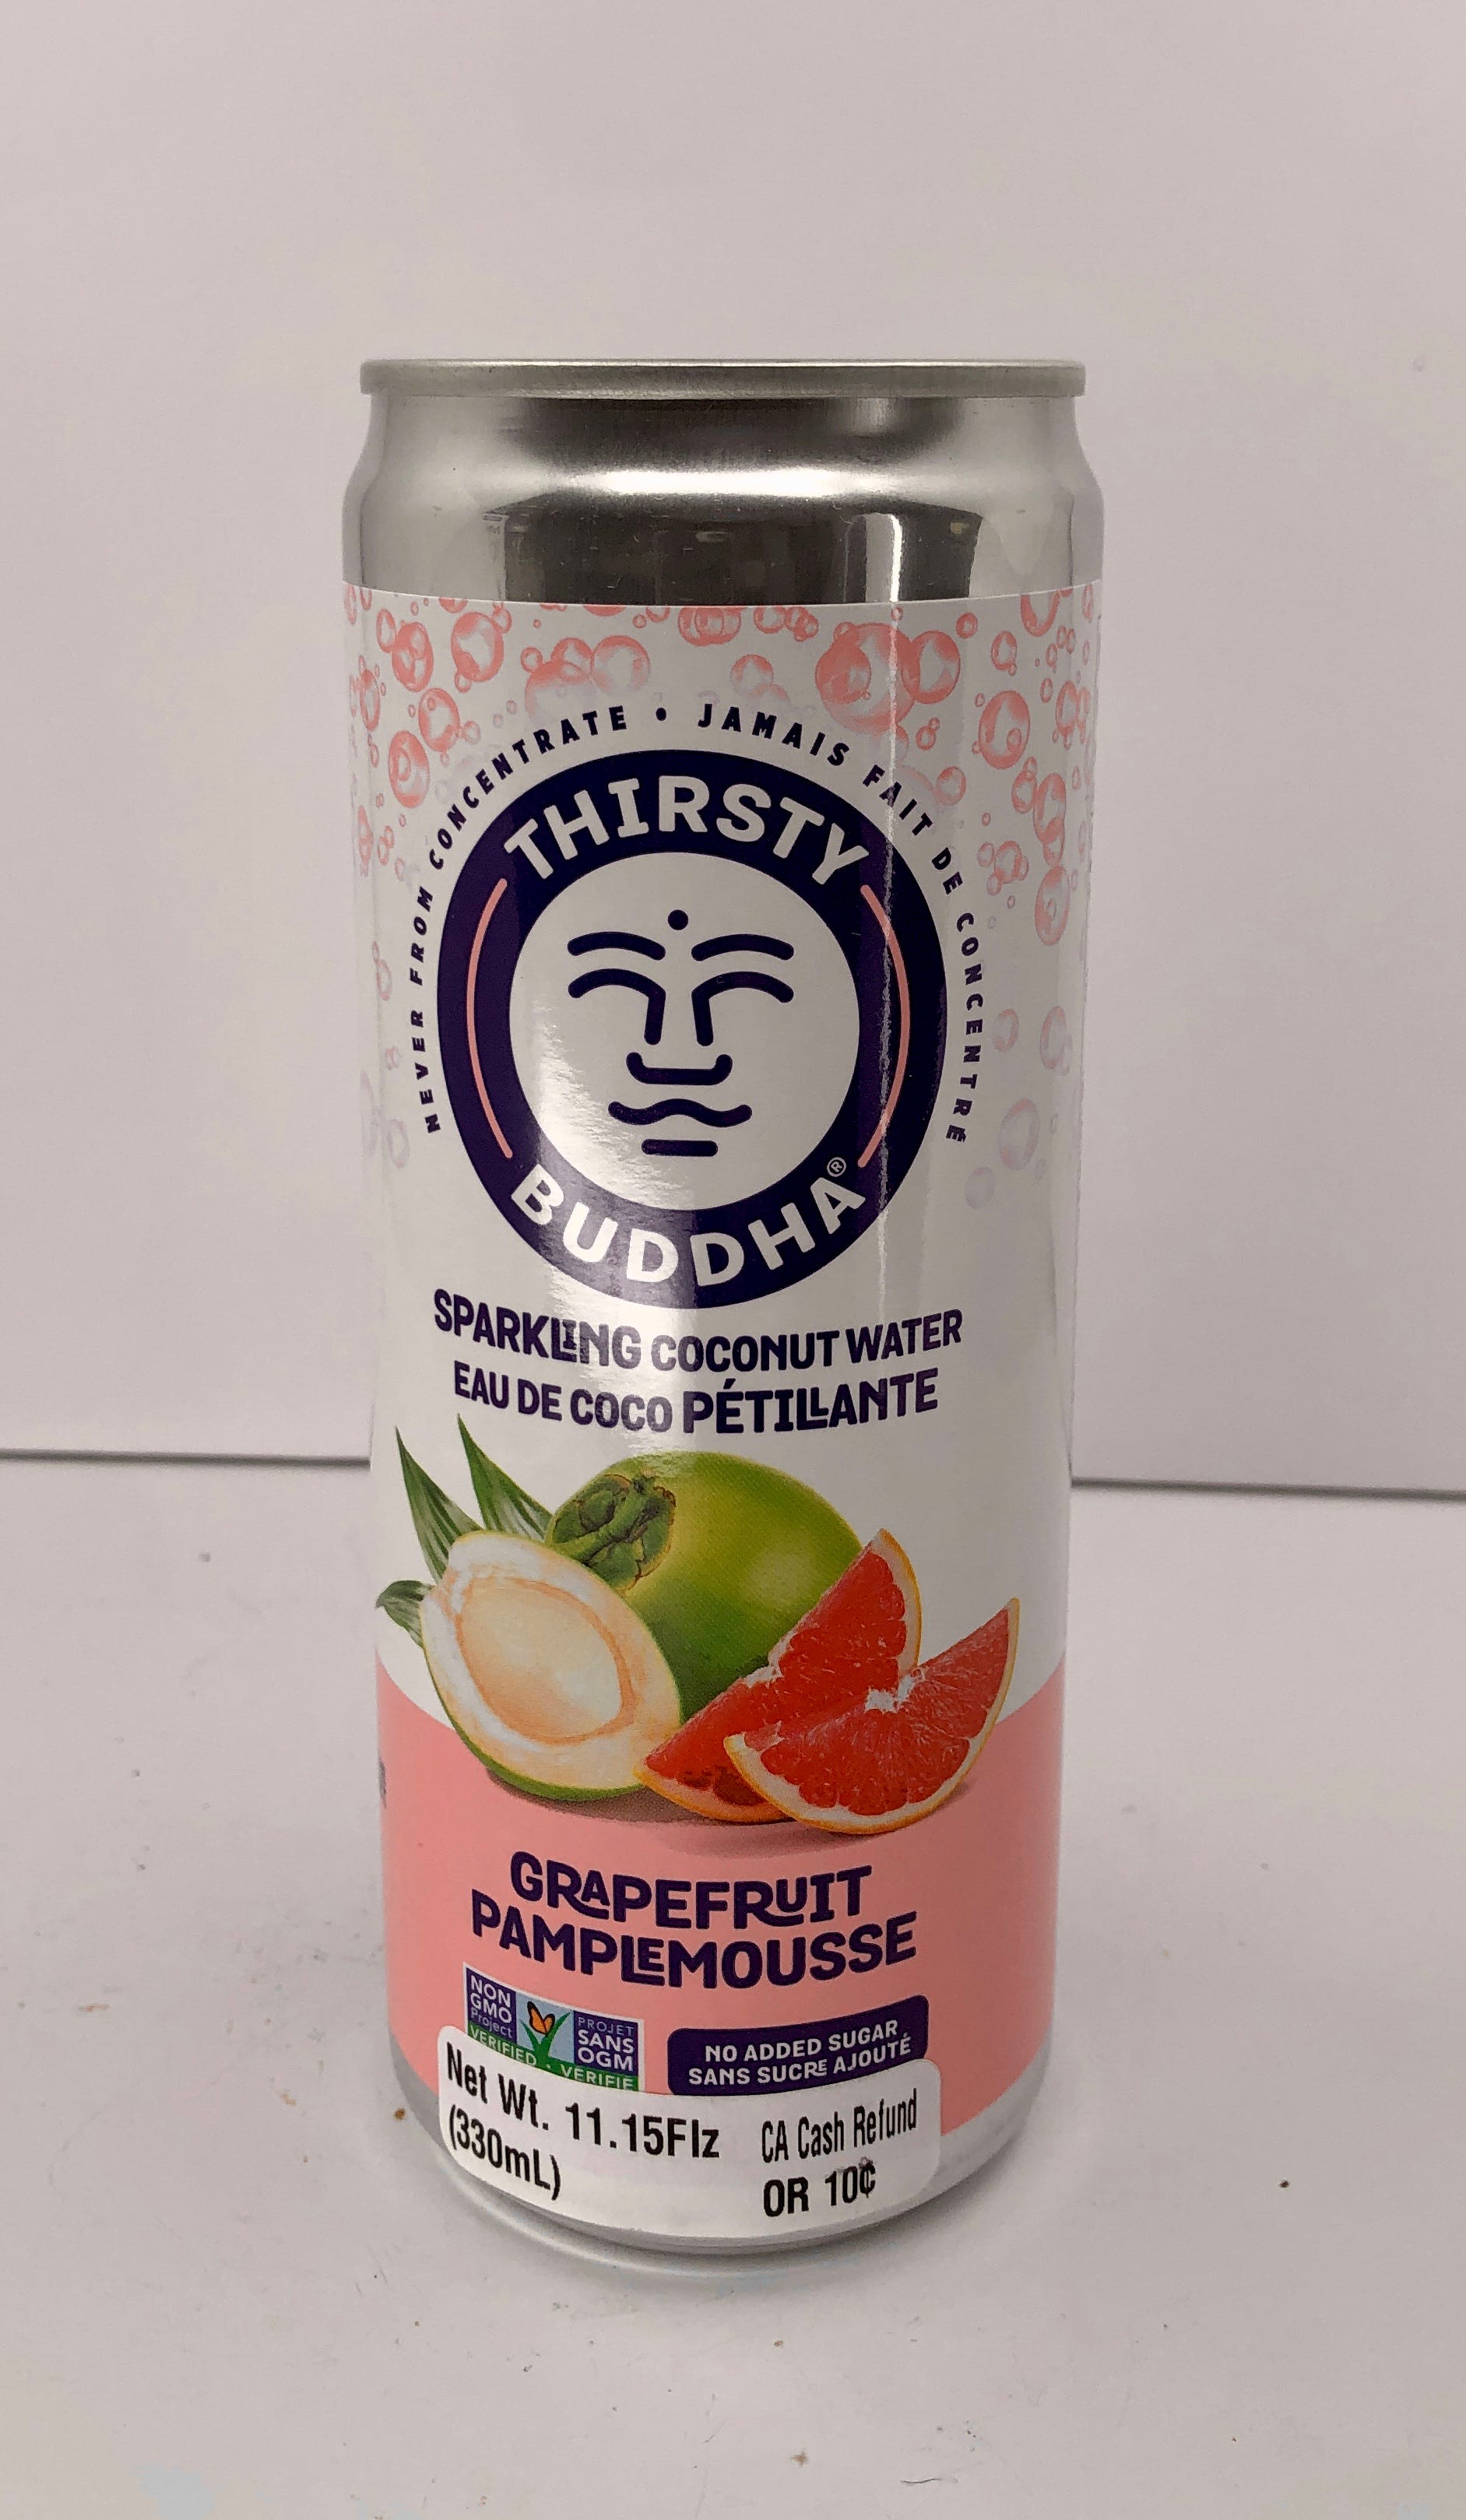 NEVER FROM CONCENTRATE • JAMAIS FAIT DE CONCENTRÉ
THIRSTY
BUDDHA®
SPARKLING COCONUT WATER
EAU DE COCO PÉTILLANTE
GRAPEFRUIT
PAMPLEMOUSSE
NON
GMO
Project
VERIFIED • VERIFIÉ
PROJET
SANS
OGM
NO ADDED SUGAR
SANS SUCRE AJOUTÉ
Net Wt. 11.15Flz
(330mL)
CA Cash Refund
OR 10¢